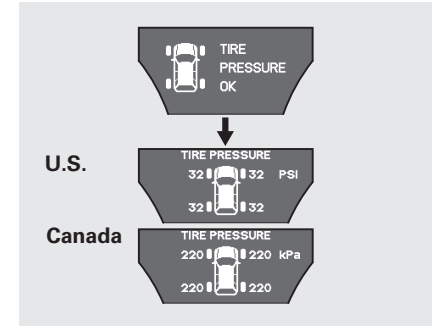 TIRE
PRESSURE
OK
U.S.
TIRE PRESSURE
32 32 PSI
32 32
Canada
TIRE PRESSURE
220 220 kPa
220 220